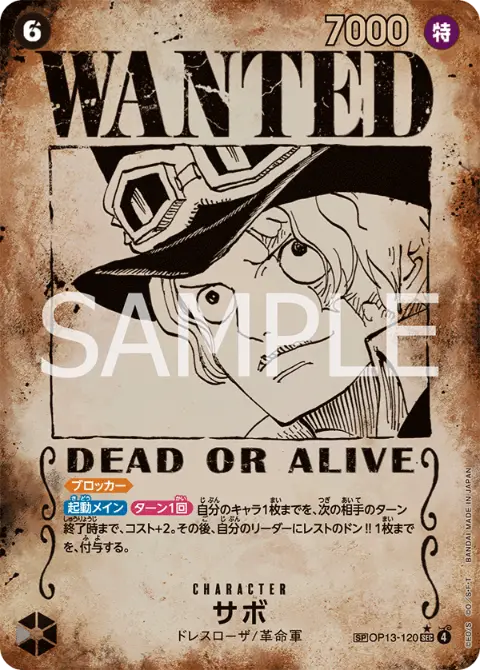 6 7000 特
WANTED
SAMPLE
DEAD OR ALIVE
ブロッカー
起動メイン ターン1回 自分のキャラ1枚までを、次の相手のターン
終了時まで、コスト+2。その後、自分のリーダーにレストのドン!!1枚まで
を、付与する。
CHARACTER
サボ
ドレスローザ/革命軍
SP OP13-120 SEC 4
©E.O/S., CO., S・F・T BANDAI MADE IN JAPAN